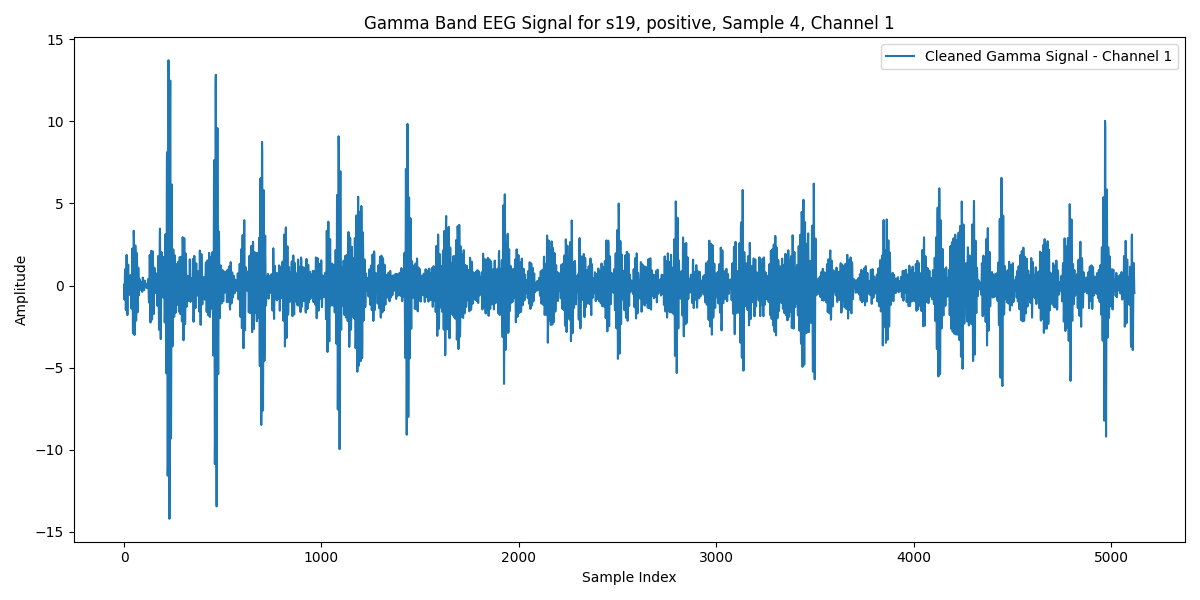 Gamma Band EEG Signal for s19, positive, Sample 4, Channel 1
Cleaned Gamma Signal - Channel 1
15
10
5
0
−5
−10
−15
Amplitude
0 1000 2000 3000 4000 5000
Sample Index